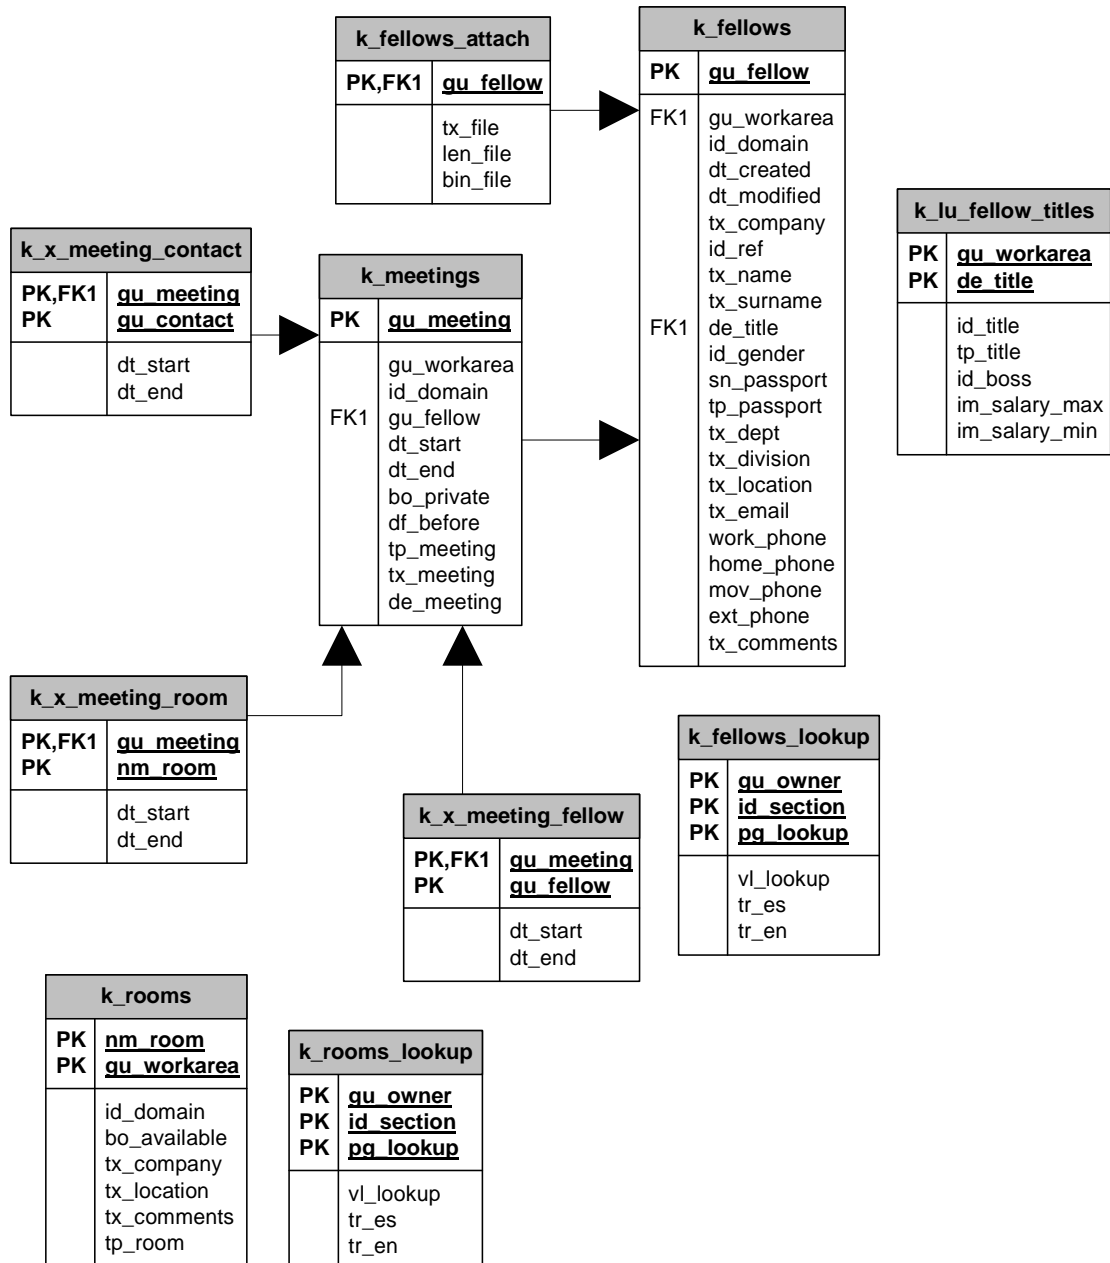 k_fellows_attach
PK,FK1 gu_fellow
tx_file
len_file
bin_file
k_fellows
PK gu_fellow
FK1 gu_workarea
id_domain
dt_created
dt_modified
tx_company
id_ref
tx_name
tx_surname
FK1 de_title
id_gender
sn_passport
tp_passport
tx_dept
tx_division
tx_location
tx_email
work_phone
home_phone
mov_phone
ext_phone
tx_comments
k_lu_fellow_titles
PK gu_workarea
PK de_title
id_title
tp_title
id_boss
im_salary_max
im_salary_min
k_x_meeting_contact
PK,FK1 gu_meeting
PK gu_contact
dt_start
dt_end
k_meetings
PK gu_meeting
gu_workarea
id_domain
FK1 gu_fellow
dt_start
dt_end
bo_private
df_before
tp_meeting
tx_meeting
de_meeting
k_x_meeting_room
PK,FK1 gu_meeting
PK nm_room
dt_start
dt_end
k_x_meeting_fellow
PK,FK1 gu_meeting
PK gu_fellow
dt_start
dt_end
k_fellows_lookup
PK gu_owner
PK id_section
PK pg_lookup
vl_lookup
tr_es
tr_en
k_rooms
PK nm_room
PK gu_workarea
id_domain
bo_available
tx_company
tx_location
tx_comments
tp_room
k_rooms_lookup
PK gu_owner
PK id_section
PK pg_lookup
vl_lookup
tr_es
tr_en